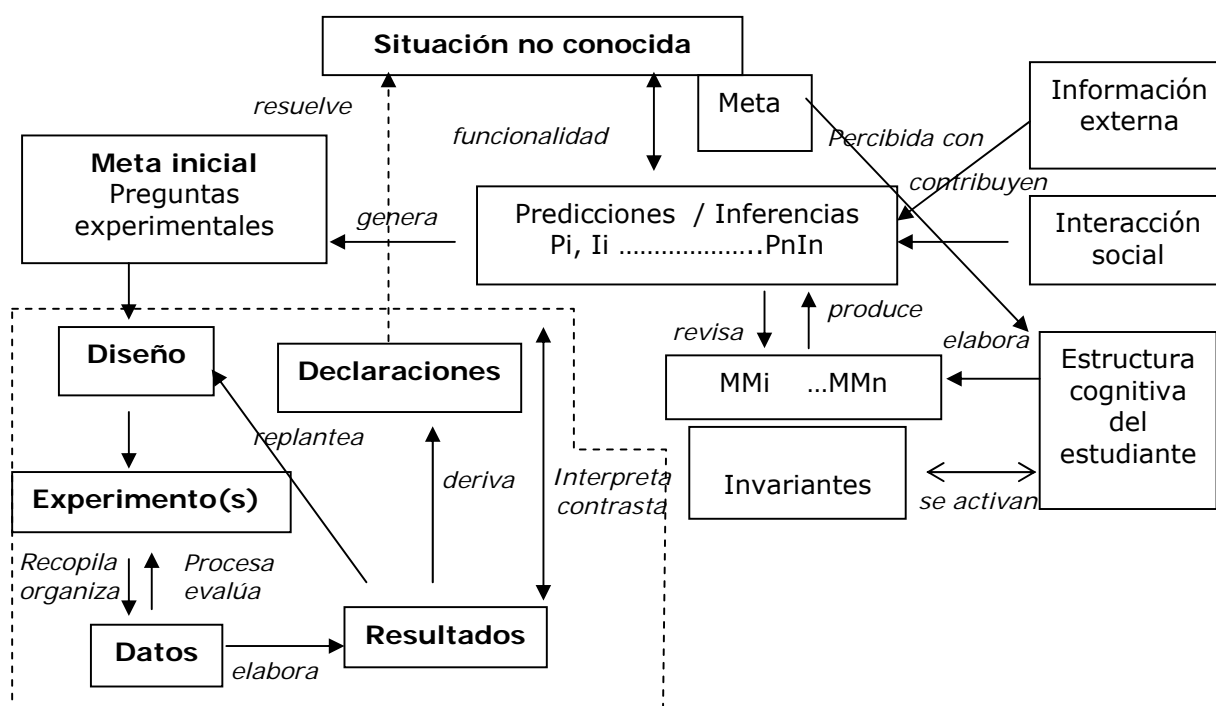 Situación no conocida
Meta
resuelve
funcionalidad
Percibida con
Información
externa
contribuyen
Meta inicial
Preguntas
experimentales
genera
Predicciones / Inferencias
Pi, Ii ………………..PnIn
Interacción
social
revisa
produce
elabora
Diseño
Declaraciones
MMi …MMn
Estructura
cognitiva
del
estudiante
replantea
Invariantes
se activan
Experimento(s)
deriva
Interpreta
contrasta
Recopila
organiza
Procesa
evalúa
Datos
elabora
Resultados